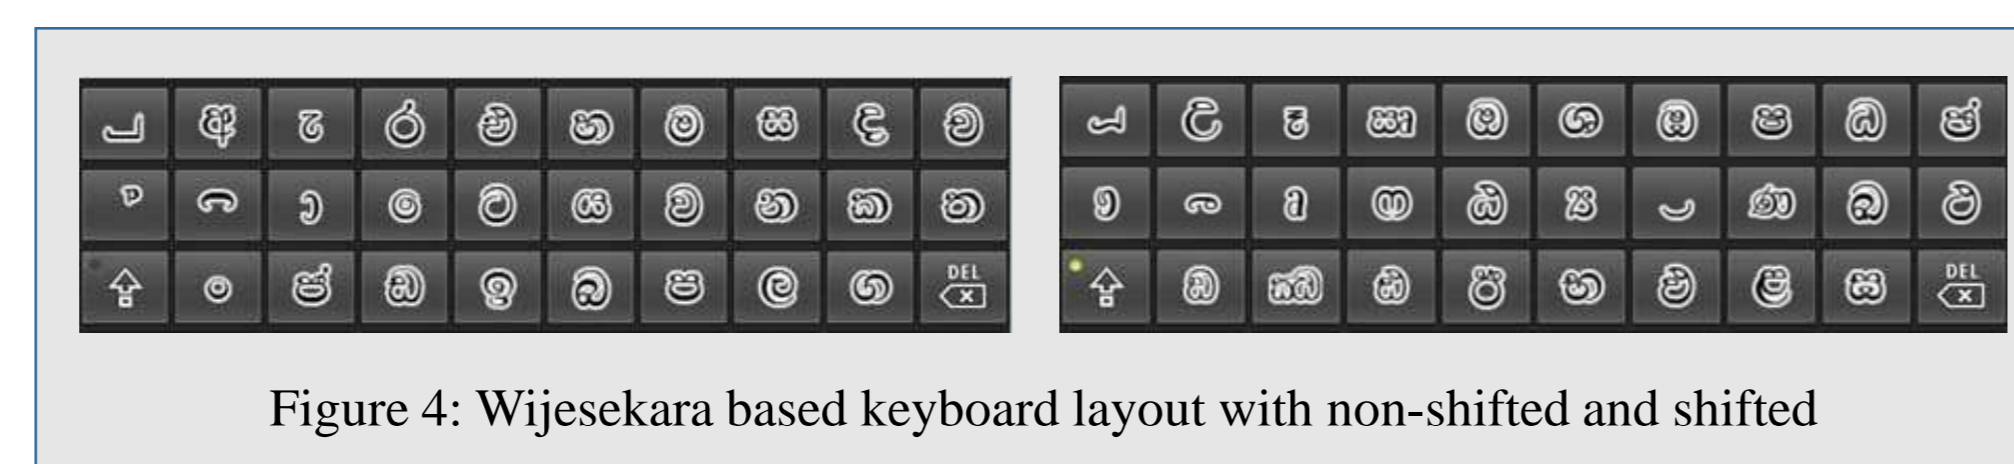 ු අ ැ ර එ හ ම ස ද ච
් ි ා ෙ ට ය ව න ක ත
ං ජ ඩ ඉ බ ප ල ග DEL
ූ උ ෑ ඍ ඔ ශ ඹ ෂ ධ ඡ
ී ෆ ණ ඛ ථ
ඊ භ ඵ ළ ඝ DEL
Figure 4: Wijesekara based keyboard layout with non-shifted and shifted